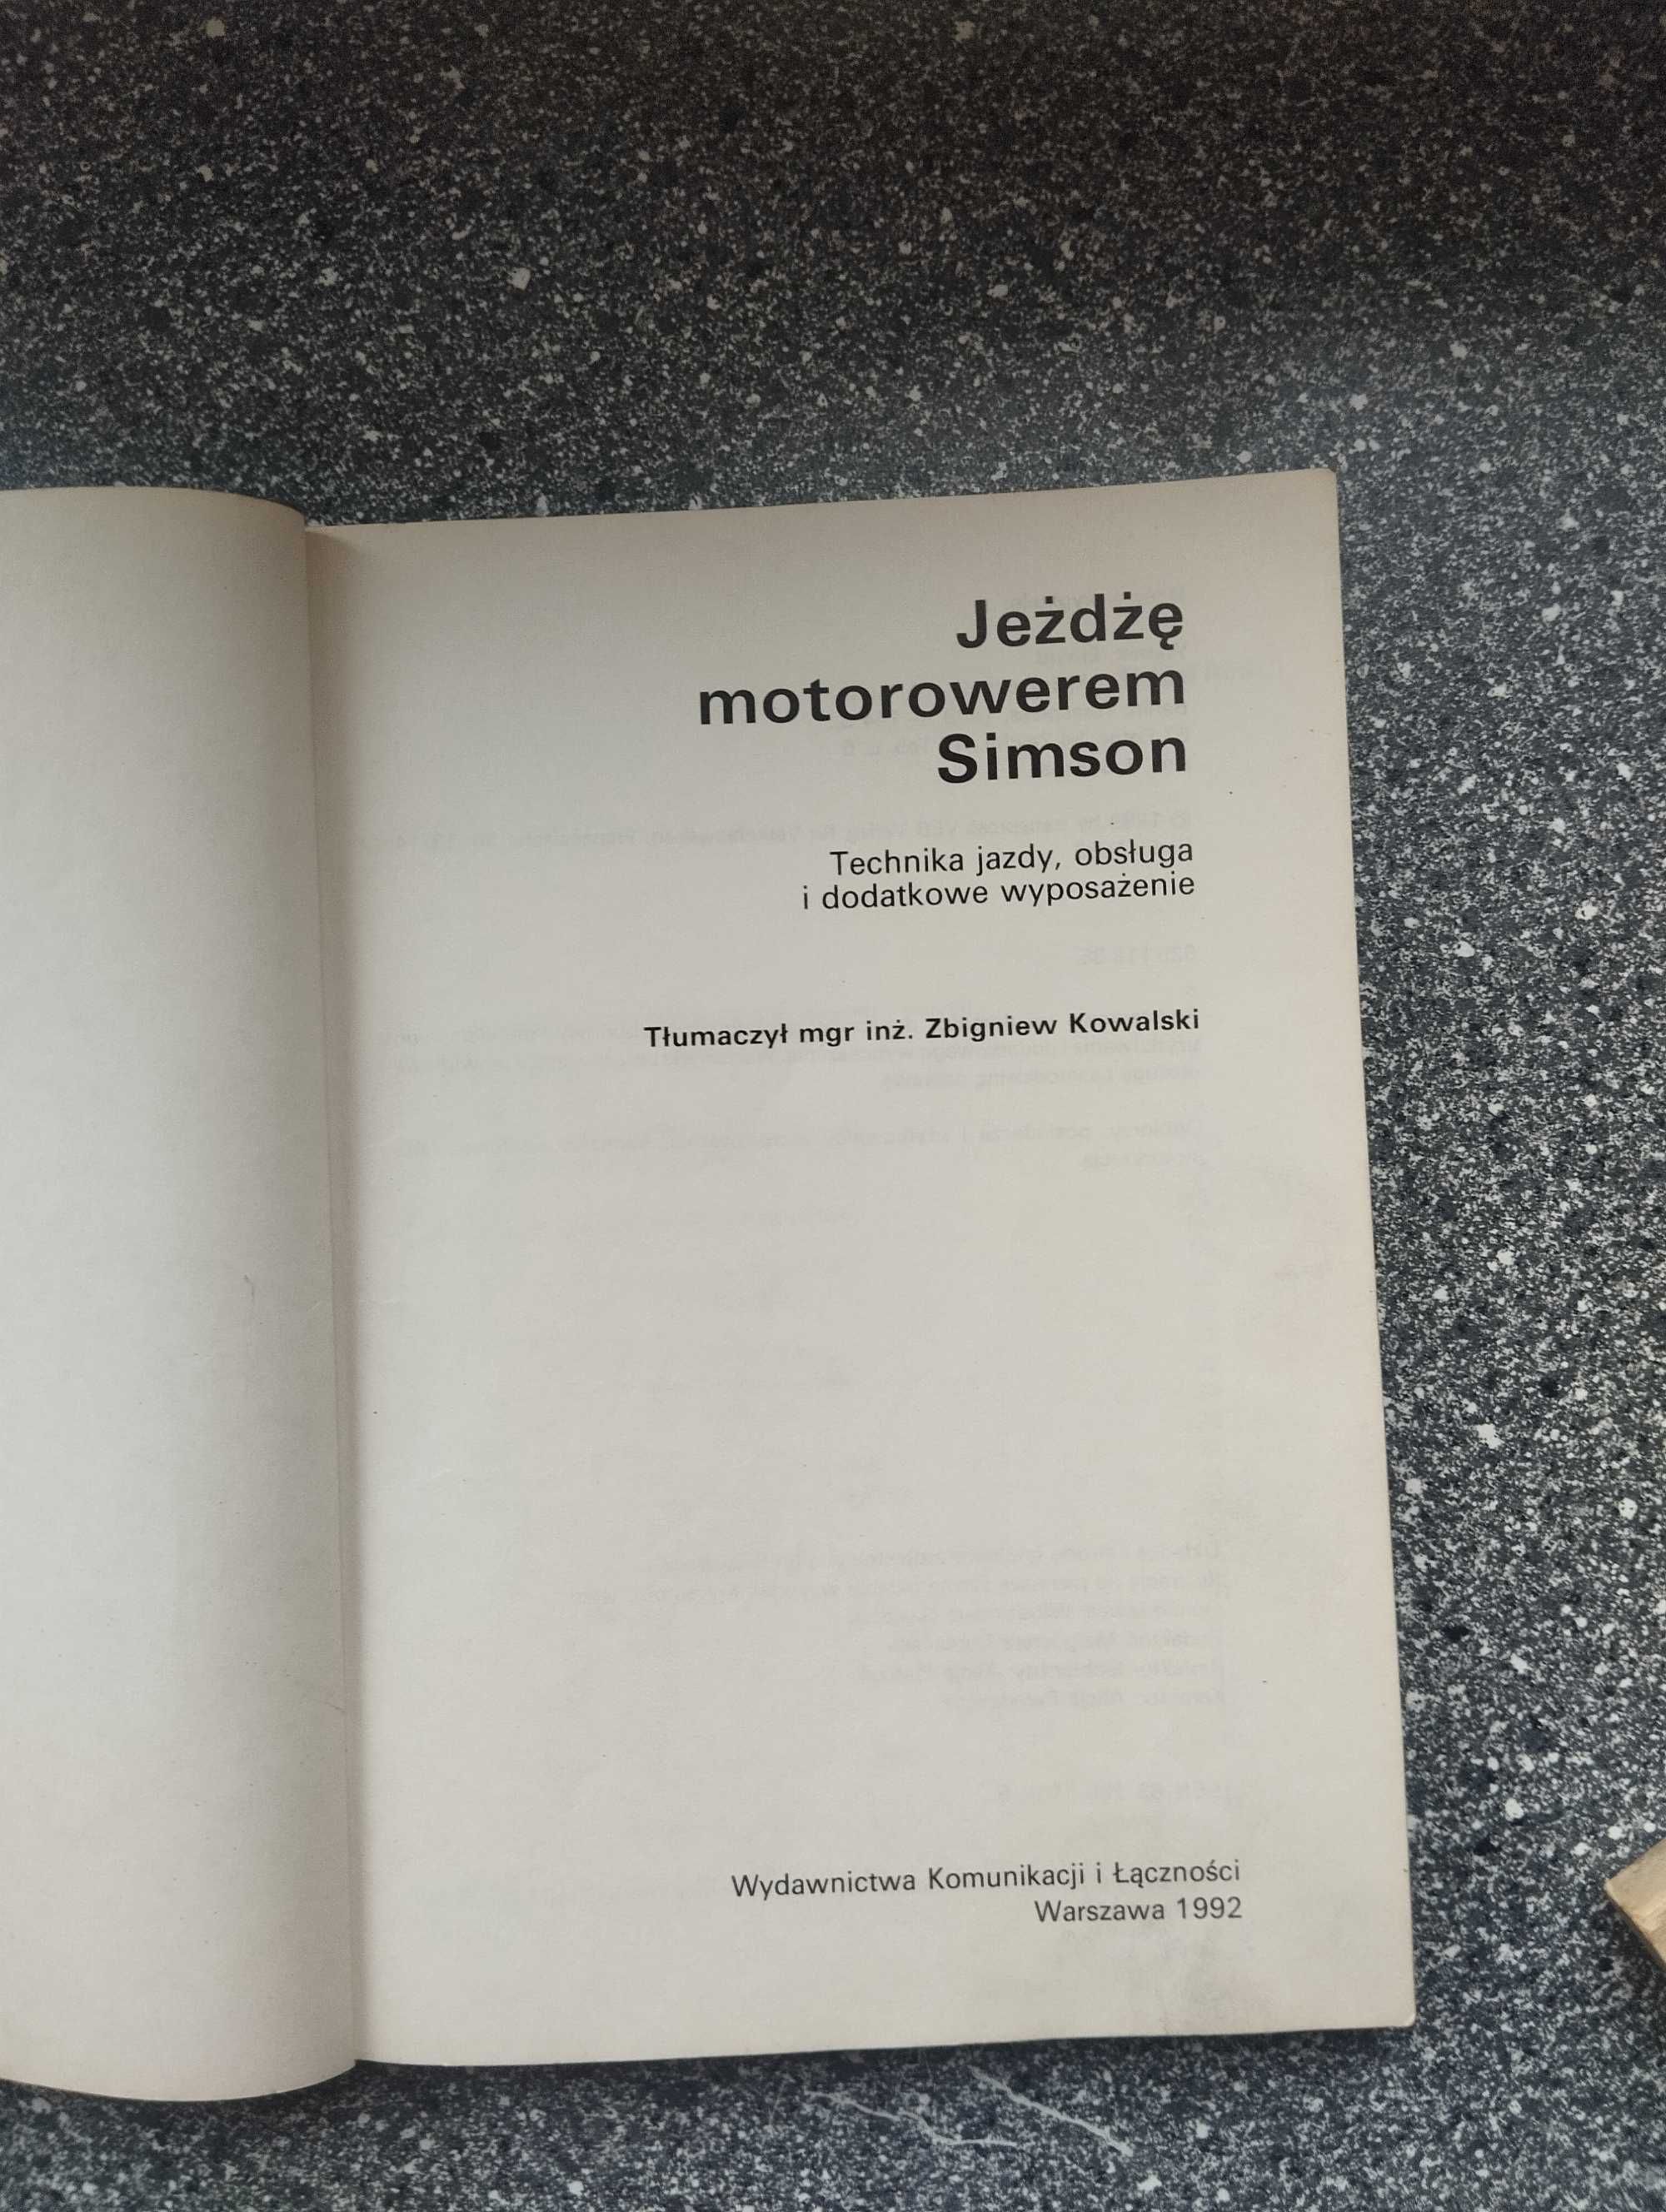 Jeżdżę
motorowerem
Simson
Technika jazdy, obsługa
i dodatkowe wyposażenie
Tłumaczył mgr inż. Zbigniew Kowalski
Wydawnictwa Komunikacji i Łączności
Warszawa 1992